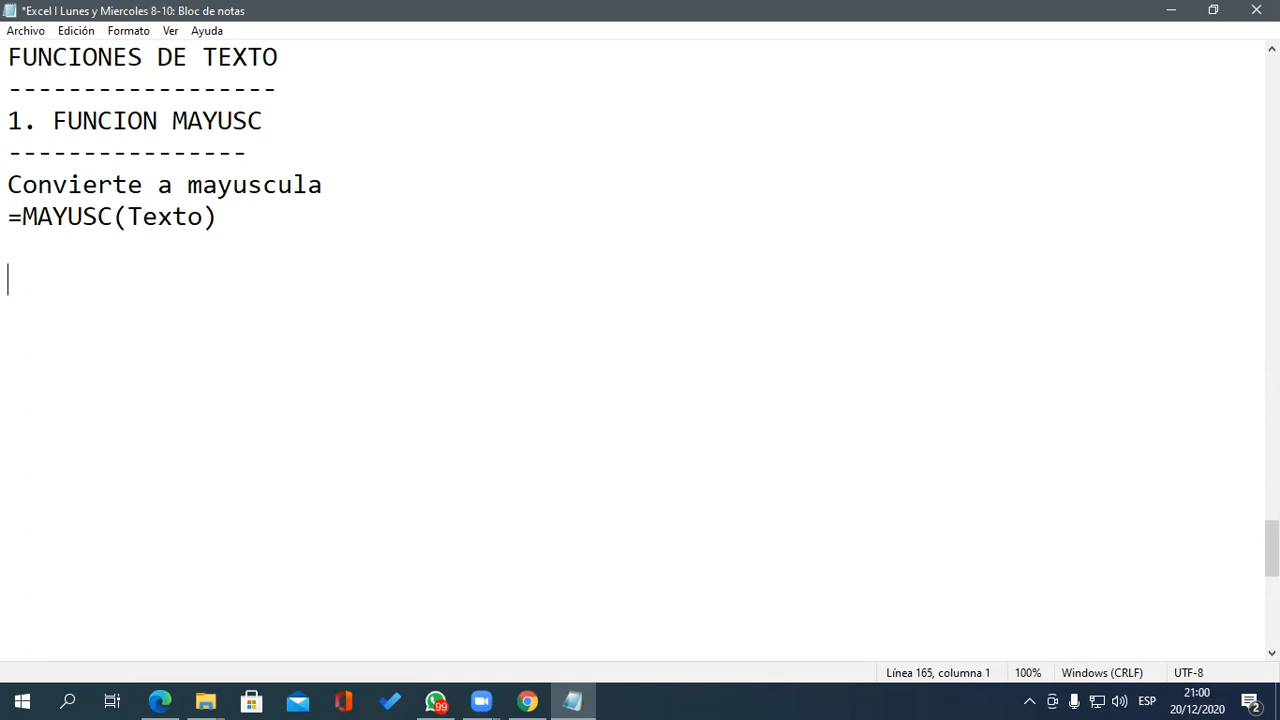 *Excel I Lunes y Miercoles 8-10: Bloc de notas
Archivo Edición Formato Ver Ayuda
FUNCIONES DE TEXTO
------------------
1. FUNCION MAYUSC
----------------
Convierte a mayuscula
=MAYUSC(Texto)
Línea 165, columna 1 100% Windows (CRLF) UTF-8
99
ESP
21:00
20/12/2020
2